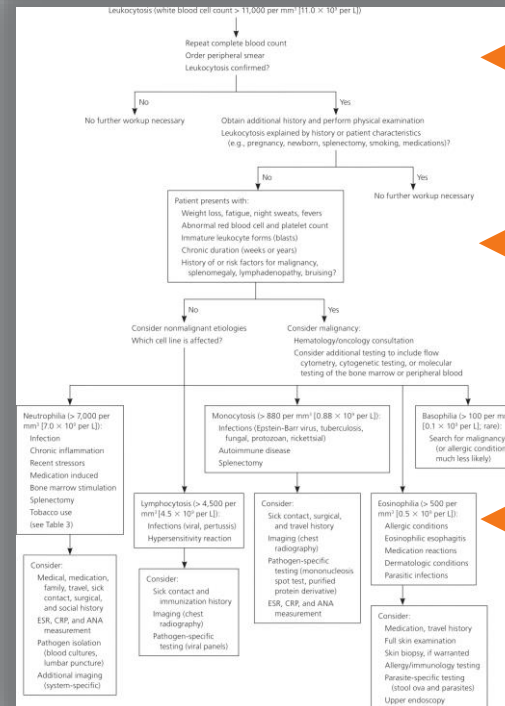 Leukocytosis (white blood cell count > 11,000 per mm³ [11.0 × 10⁹ per L])
Repeat complete blood count
Order peripheral smear
Leukocytosis confirmed?
No
Yes
No further workup necessary
Obtain additional history and perform physical examination
Leukocytosis explained by history or patient characteristics
(e.g., pregnancy, newborn, splenectomy, smoking, medications)?
No
Yes
No further workup necessary
Patient presents with:
Weight loss, fatigue, night sweats, fevers
Abnormal red blood cell and platelet count
Immature leukocyte forms (blasts)
Chronic duration (weeks or years)
History of or risk factors for malignancy,
splenomegaly, lymphadenopathy, bruising?
No
Yes
Consider nonmalignant etiologies
Which cell line is affected?
Consider malignancy:
Hematology/oncology consultation
Consider additional testing to include flow
cytometry, cytogenetic testing, or molecular
testing of the bone marrow or peripheral blood
Neutrophilia (> 7,000 per
mm³ [7.0 × 10⁹ per L]):
Infection
Chronic inflammation
Recent stressors
Medication induced
Bone marrow stimulation
Splenectomy
Tobacco use
(see Table 3)
Consider:
Medical, medication,
family, travel, sick
contact, surgical,
and social history
ESR, CRP, and ANA
measurement
Pathogen isolation
(blood cultures,
lumbar puncture)
Additional imaging
(system-specific)
Lymphocytosis (> 4,500 per
mm³ [4.5 × 10⁹ per L]):
Infections (viral, pertussis)
Hypersensitivity reaction
Consider:
Sick contact and
immunization history
Imaging (chest
radiography)
Pathogen-specific
testing (viral panels)
Monocytosis (> 880 per mm³ [0.88 × 10⁹ per L]):
Infections (Epstein-Barr virus, tuberculosis,
fungal, protozoan, rickettsial)
Autoimmune disease
Splenectomy
Consider:
Sick contact, surgical,
and travel history
Imaging (chest
radiography)
Pathogen-specific
testing (mononucleosis
spot test, purified
protein derivative)
ESR, CRP, and ANA
measurement
Eosinophilia (> 500 per
mm³ [0.5 × 10⁹ per L]):
Allergic conditions
Eosinophilic esophagitis
Medication reactions
Dermatologic conditions
Parasitic infections
Consider:
Medication, travel history
Full skin examination
Skin biopsy, if warranted
Allergy/immunology testing
Parasite-specific testing
(stool ova and parasites)
Upper endoscopy
Basophilia (> 100 per
[0.1 × 10⁹ per L]; rare):
Search for malignancy
(or allergic condition
much less likely)